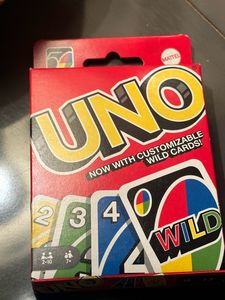 MATTEL
UNO
NOW WITH CUSTOMIZABLE
WILD CARDS!
2
3
4
WILD
2-10
7+